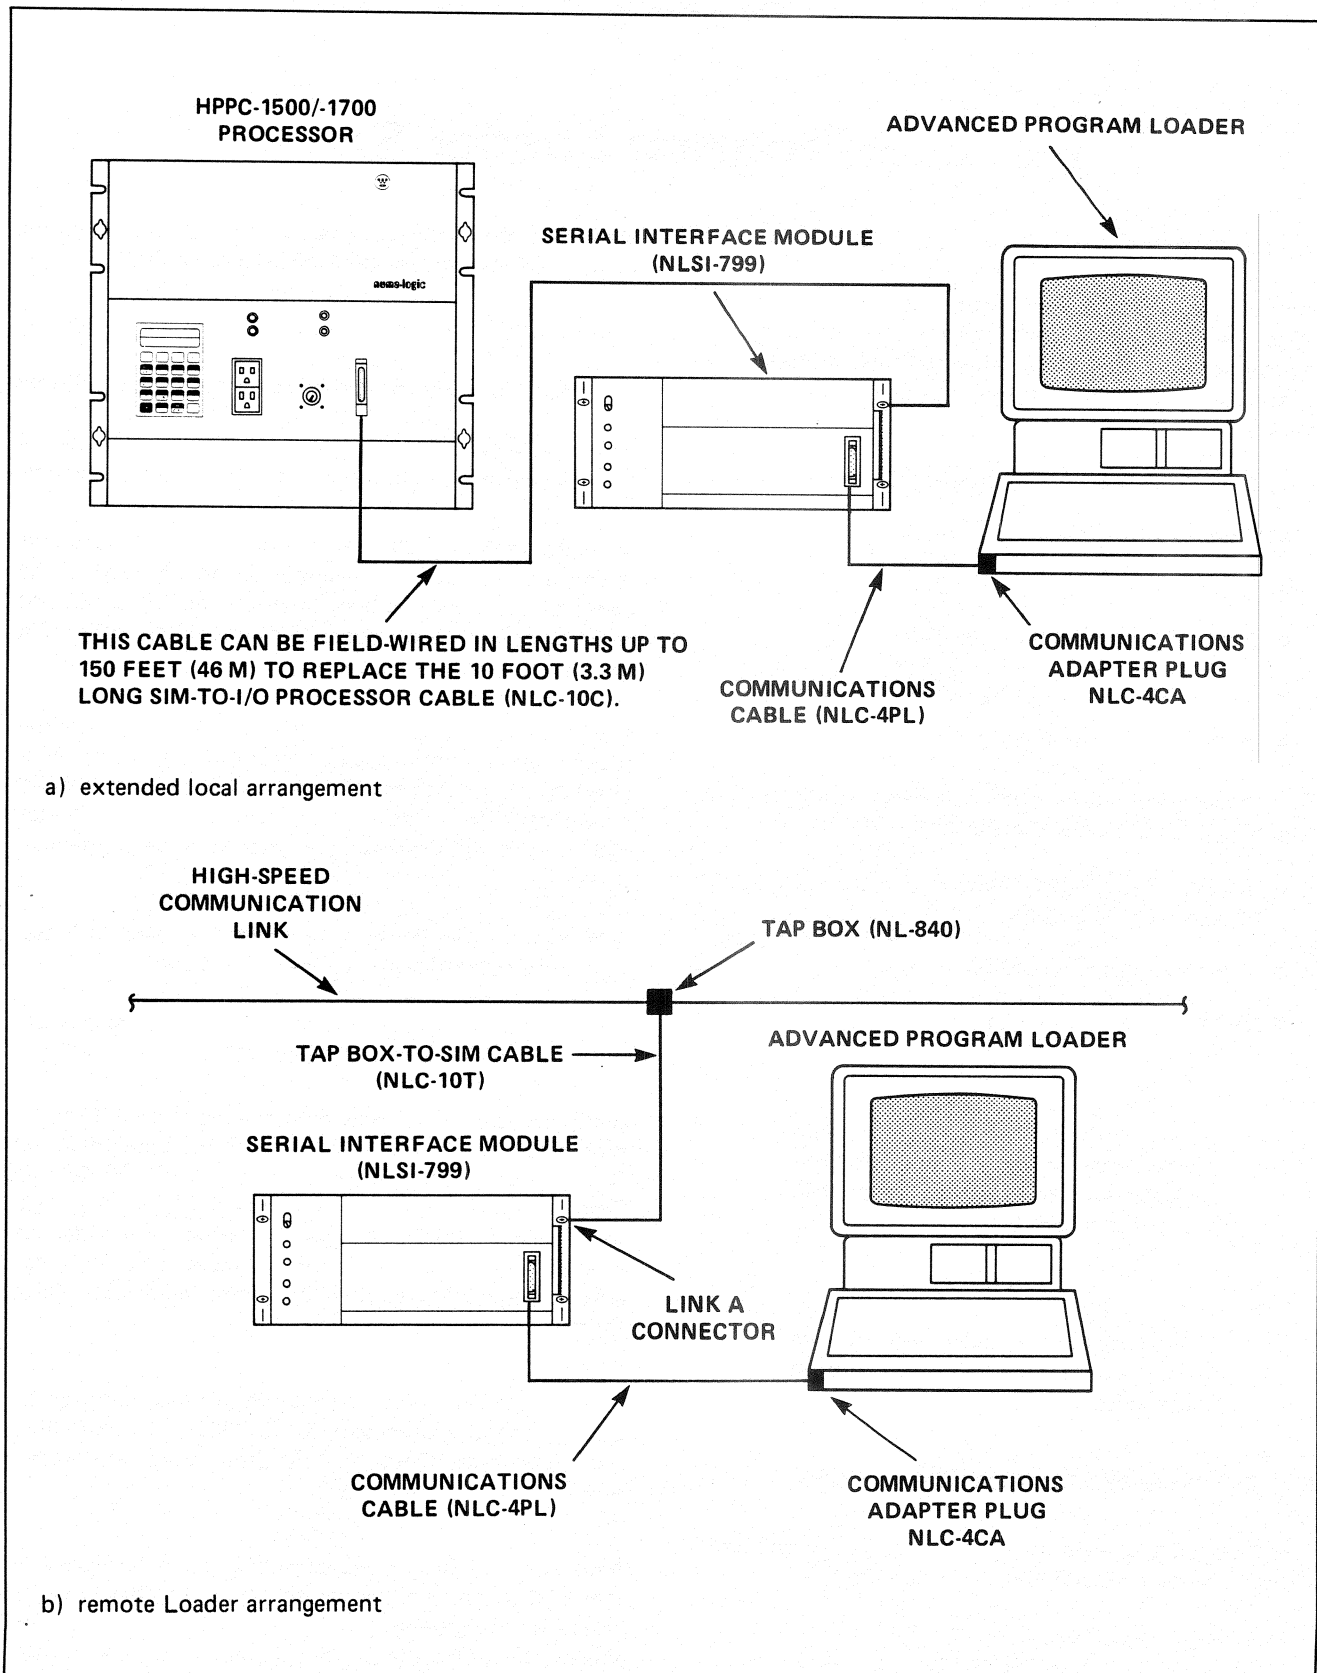 HPPC-1500/-1700
PROCESSOR
ADVANCED PROGRAM LOADER
SERIAL INTERFACE MODULE
(NLSI-799)
numa-logic
THIS CABLE CAN BE FIELD-WIRED IN LENGTHS UP TO
150 FEET (46 M) TO REPLACE THE 10 FOOT (3.3 M)
LONG SIM-TO-I/O PROCESSOR CABLE (NLC-10C).
COMMUNICATIONS
CABLE (NLC-4PL)
COMMUNICATIONS
ADAPTER PLUG
NLC-4CA
a) extended local arrangement
HIGH-SPEED
COMMUNICATION
LINK
TAP BOX (NL-840)
TAP BOX-TO-SIM CABLE
(NLC-10T)
ADVANCED PROGRAM LOADER
SERIAL INTERFACE MODULE
(NLSI-799)
LINK A
CONNECTOR
COMMUNICATIONS
CABLE (NLC-4PL)
COMMUNICATIONS
ADAPTER PLUG
NLC-4CA
b) remote Loader arrangement